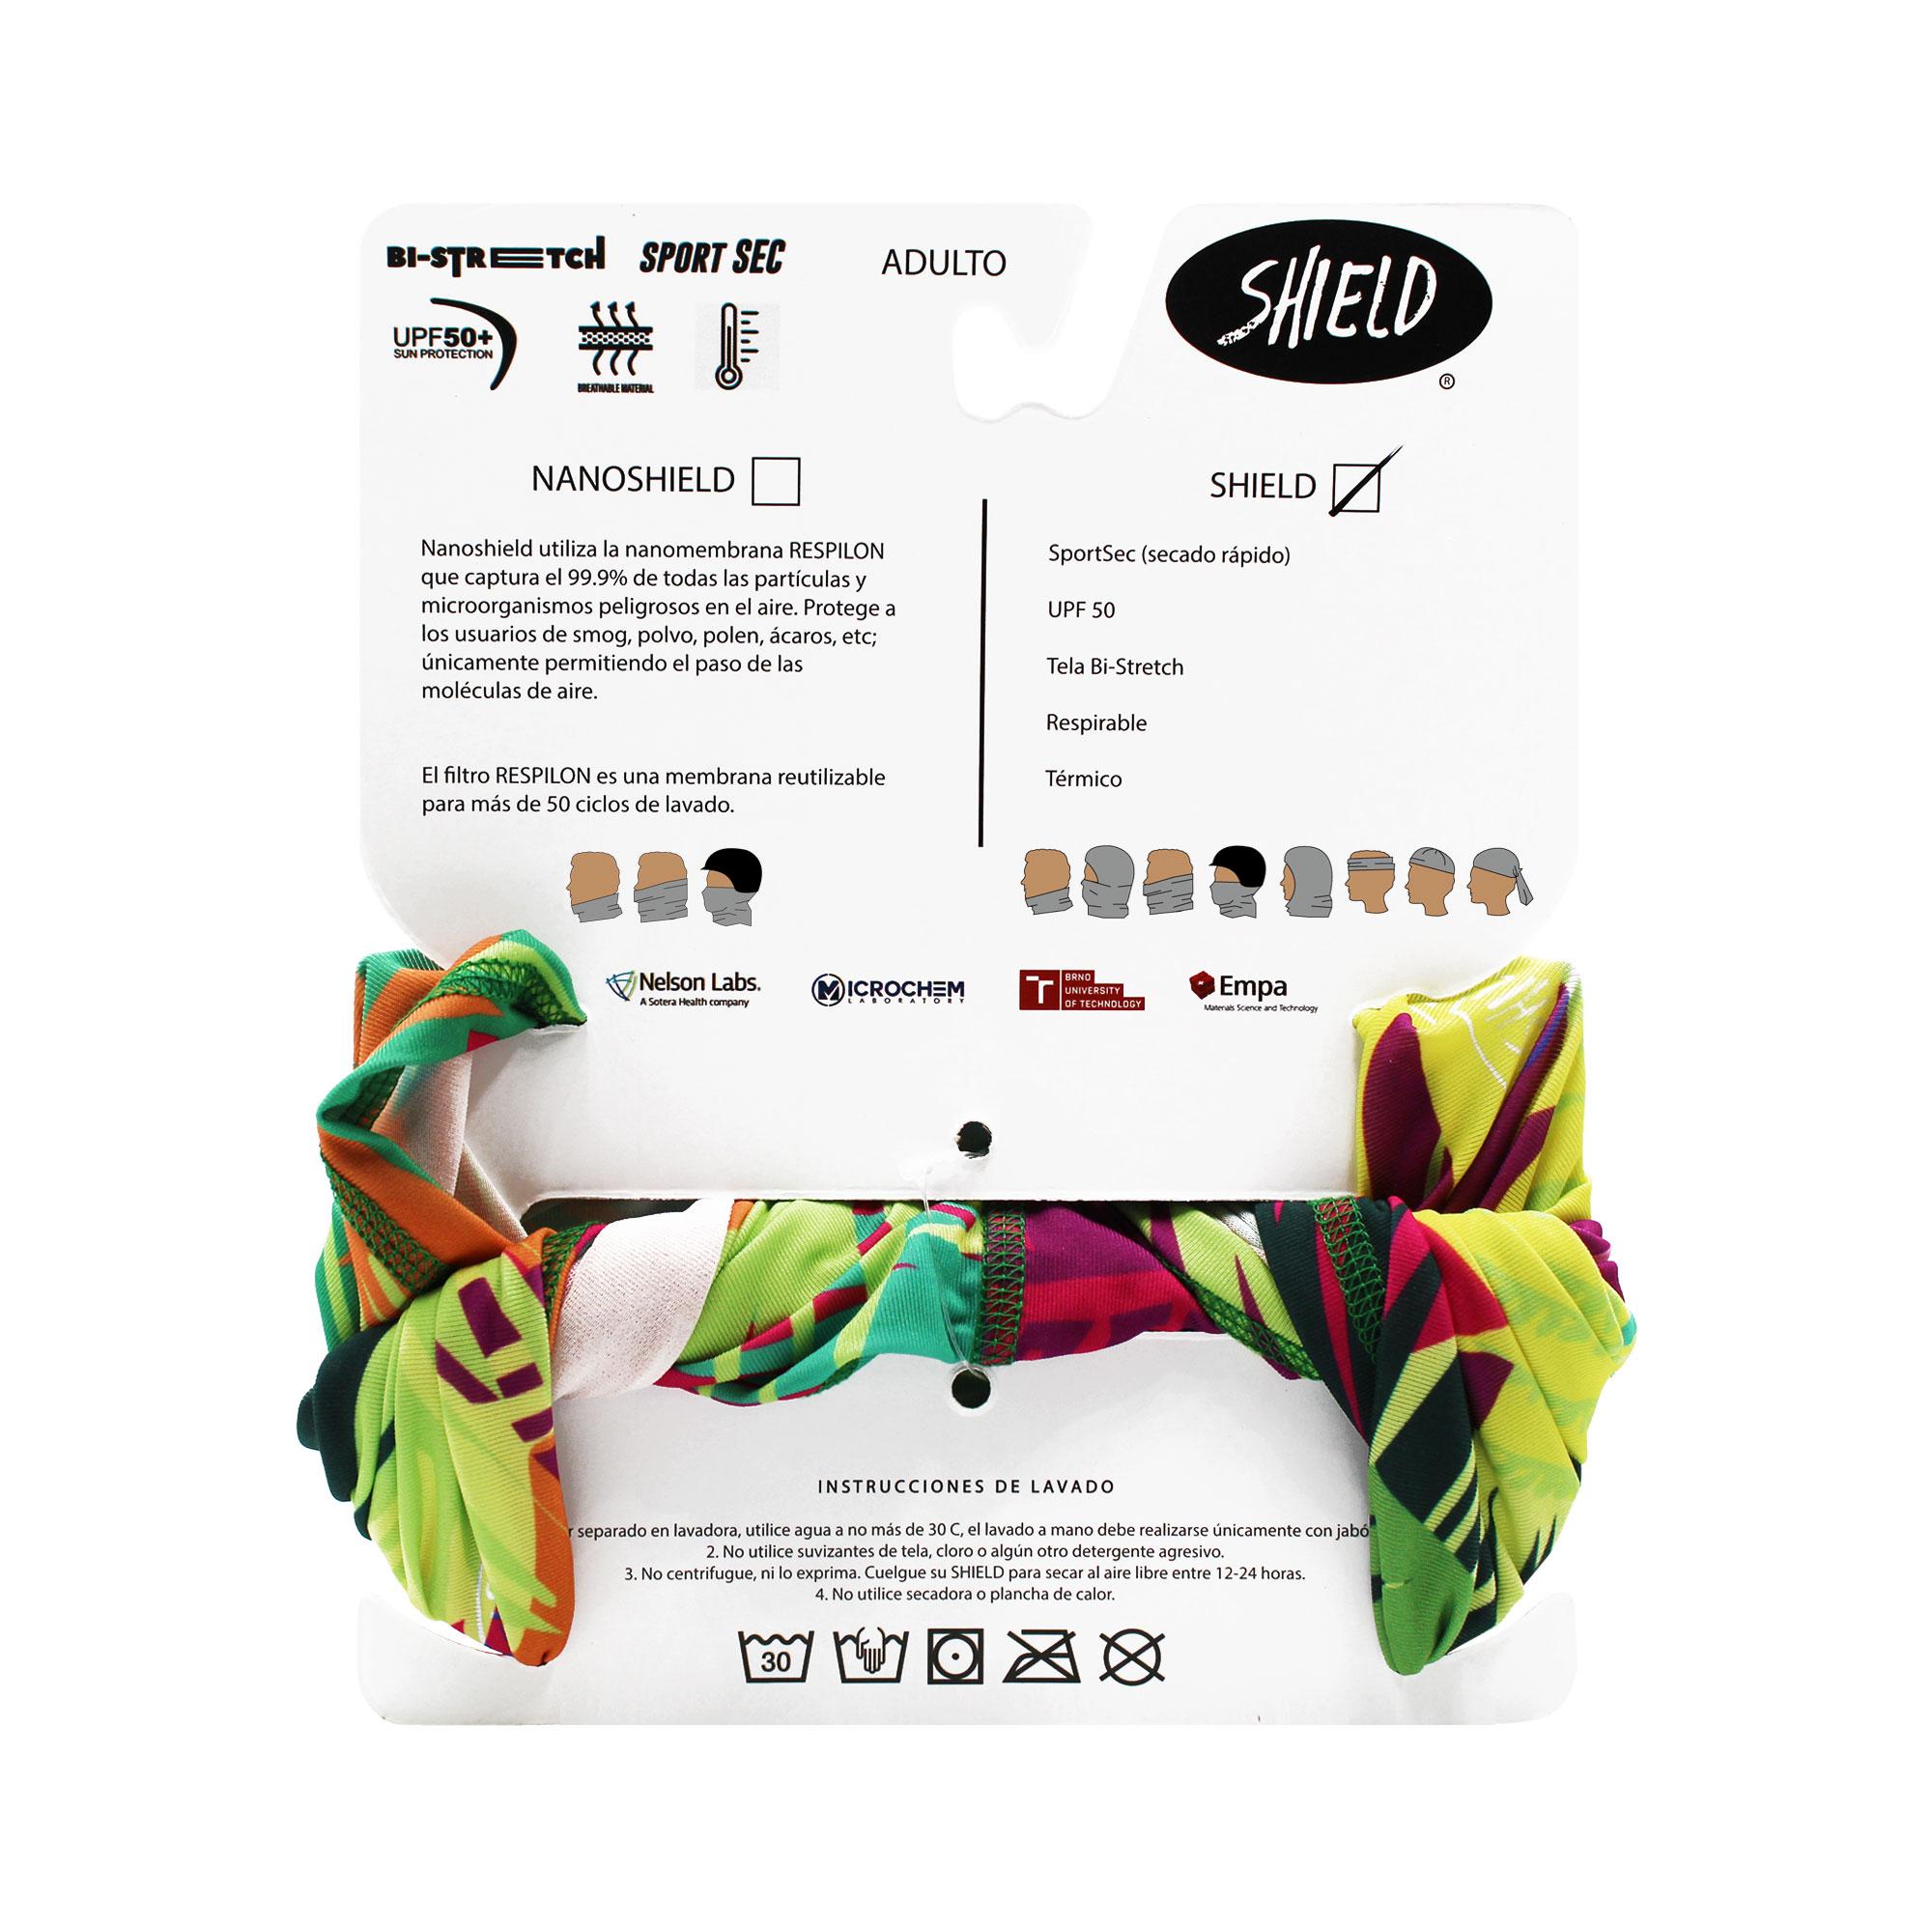 BI-STRETCH SPORT SEC ADULTO SHIELD
®
UPF50+
SUN PROTECTION
BREATHABLE MATERIAL
NANOSHIELD
Nanoshield utiliza la nanomembrana RESPILON
que captura el 99.9% de todas las partículas y
microorganismos peligrosos en el aire. Protege a
los usuarios de smog, polvo, polen, ácaros, etc;
únicamente permitiendo el paso de las
moléculas de aire.
El filtro RESPILON es una membrana reutilizable
para más de 50 ciclos de lavado.
SHIELD
SportSec (secado rápido)
UPF 50
Tela Bi-Stretch
Respirable
Térmico
Nelson Labs.
A Sotera Health company
MICROCHEM
LABORATORY
T
BRNO
UNIVERSITY
OF TECHNOLOGY
Empa
Materials Science and Technology
INSTRUCCIONES DE LAVADO
separado en lavadora, utilice agua a no más de 30 C, el lavado a mano debe realizarse únicamente con
2. No utilice suvizantes de tela, cloro o algún otro detergente agresivo.
3. No centrifugue, ni lo exprima. Cuelgue su SHIELD para secar al aire libre entre 12-24 horas.
4. No utilice secadora o plancha de calor.
30